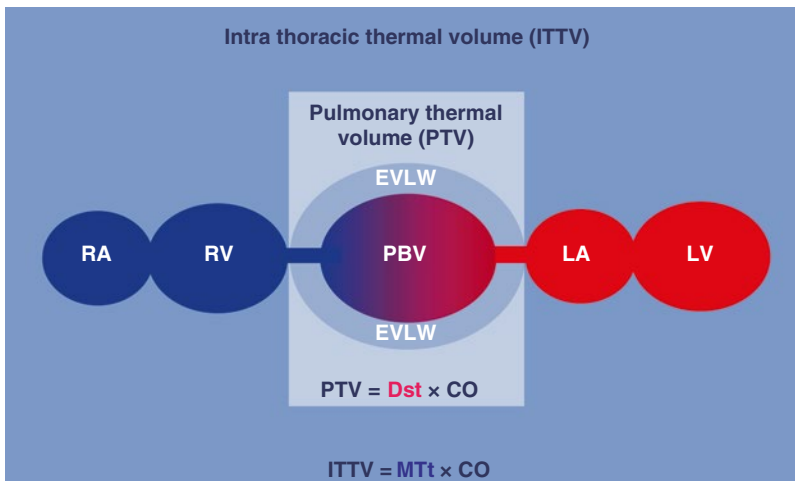 Intra thoracic thermal volume (ITTV)
Pulmonary thermal
volume (PTV)
EVLW
RA RV PBV LA LV
EVLW
PTV = Dst × CO
ITTV = MTt × CO